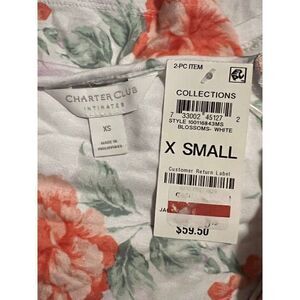 CHARTER CLUB
INTIMATES
XS
MADE IN
PHILIPPINES
2-PC ITEM
COLLECTIONS
7 33002 45127 2
STYLE 100116843MS
BLOSSOMS- WHITE
X SMALL
Customer Return Label
$59.50